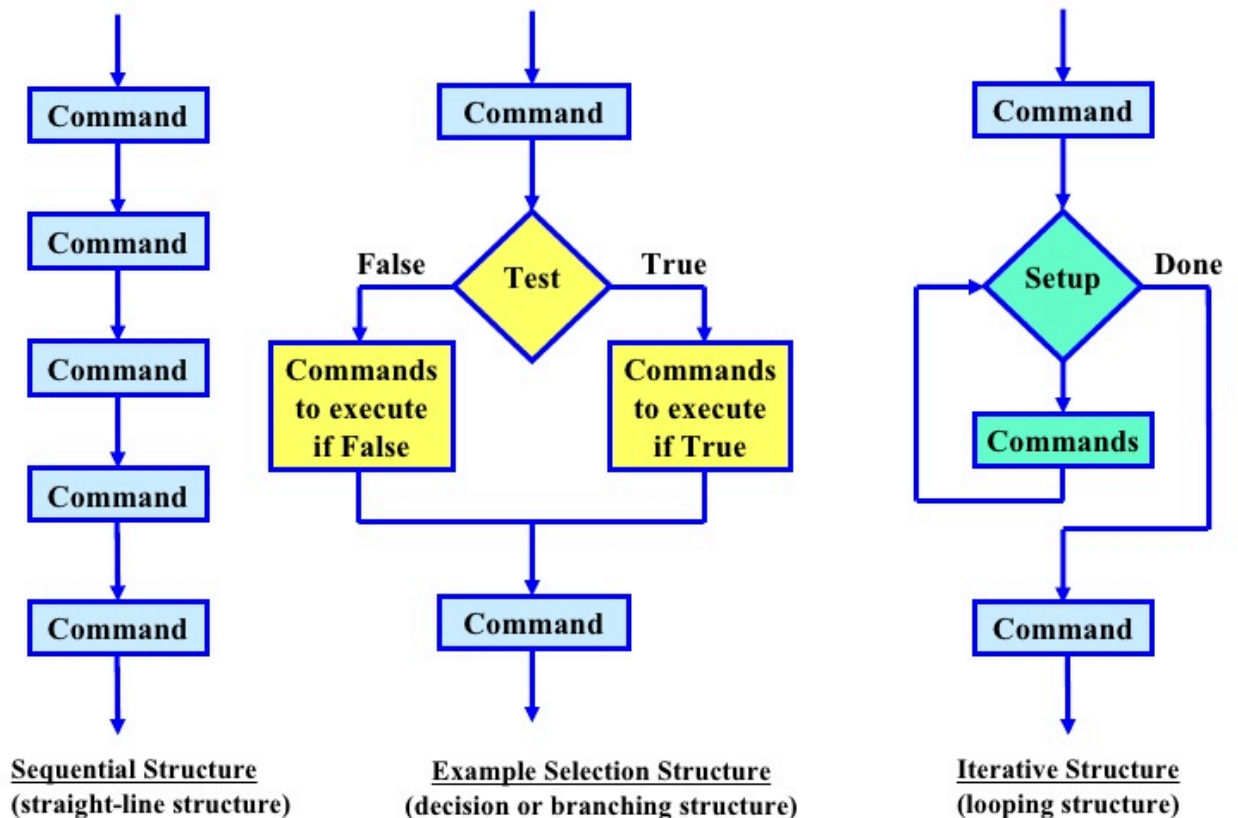 Command
Command
Command
Command
Command
Sequential Structure
(straight-line structure)
Command
False
True
Test
Commands
to execute
if False
Commands
to execute
if True
Command
Example Selection Structure
(decision or branching structure)
Command
Setup
Done
Commands
Command
Iterative Structure
(looping structure)